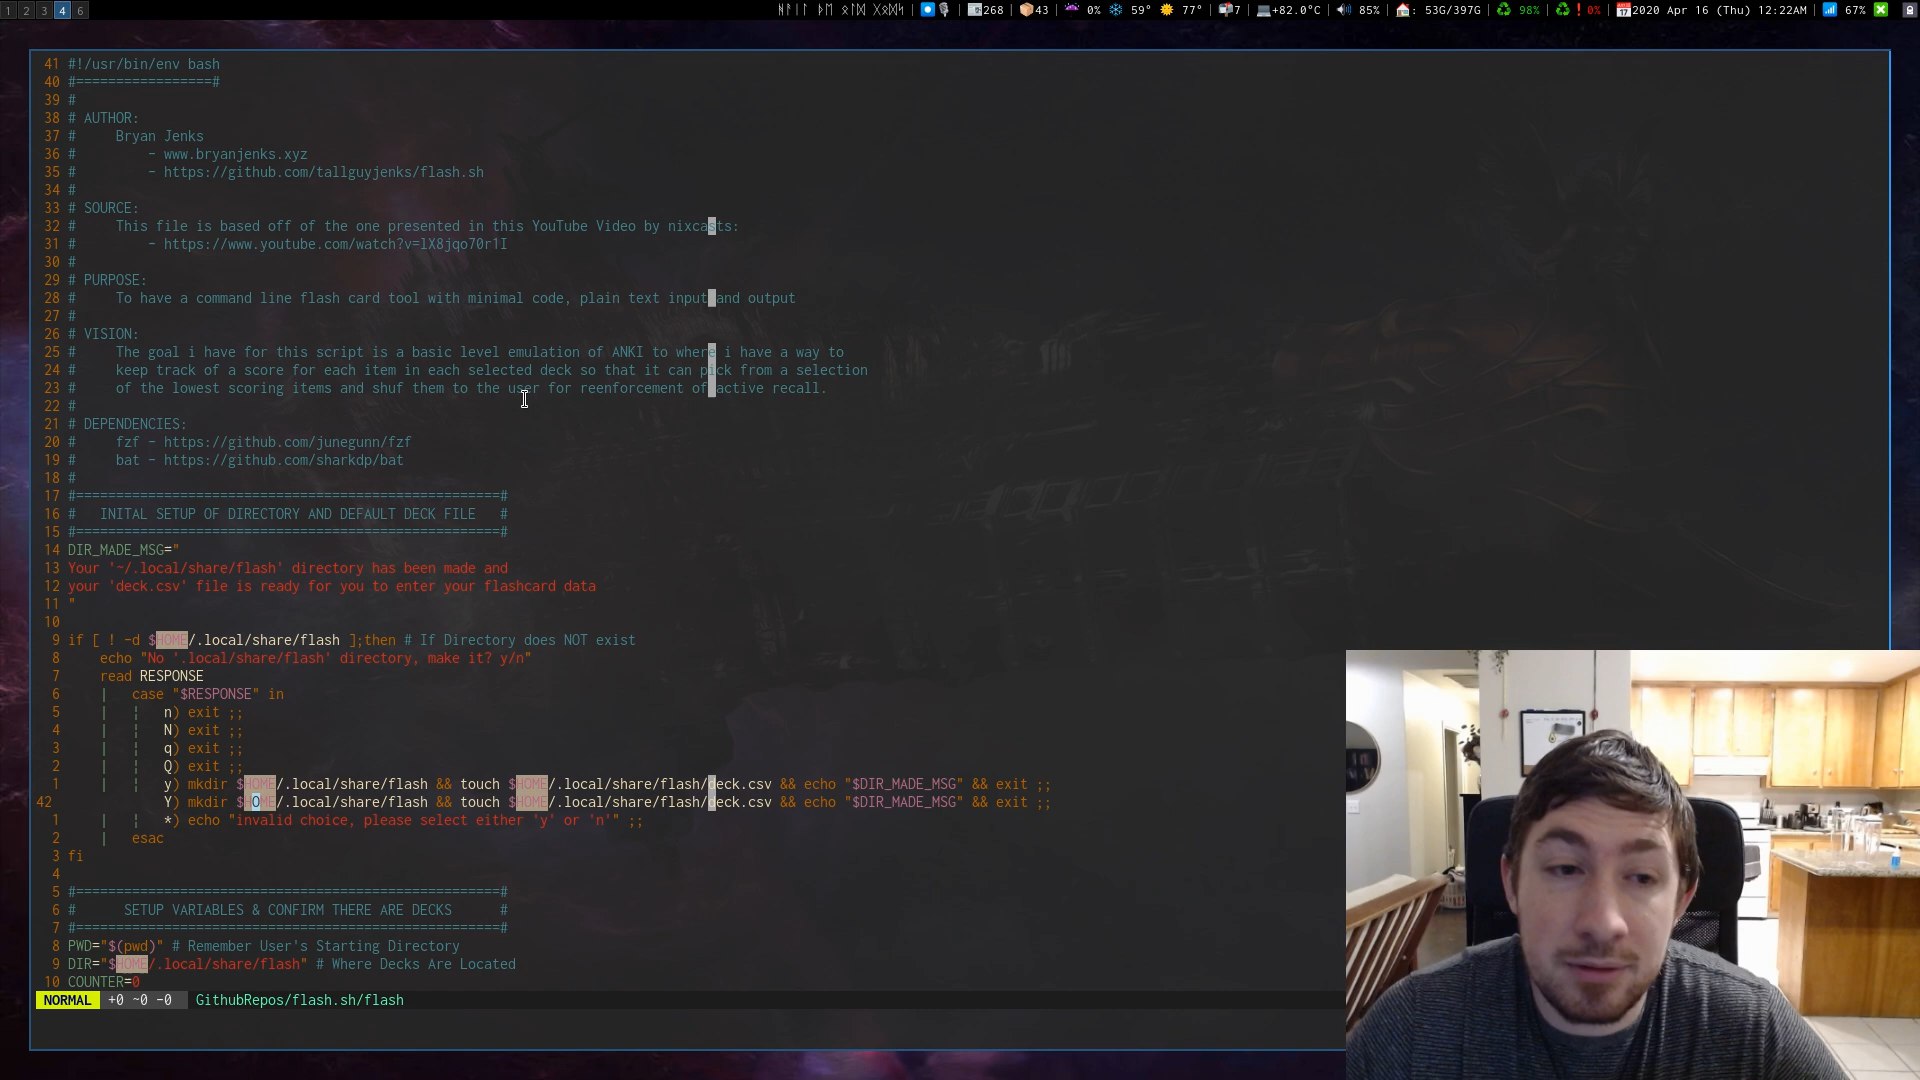 1 2 3 4 6 ᚺᚨᛁᛚ ᚦᛖ ᛟᛚᛞ ᚷᛟᛞᛊ | 268 | 43 | 0% 59° 77° | 7 | +82.0°C | 85% | : 53G/397G | 98% | 0% | 2020 Apr 16 (Thu) 12:22AM | 67%
41 #!/usr/bin/env bash
40 #=================#
39 #
38 # AUTHOR:
37 #     Bryan Jenks
36 #         - www.bryanjenks.xyz
35 #         - https://github.com/tallguyjenks/flash.sh
34 #
33 # SOURCE:
32 #     This file is based off of the one presented in this YouTube Video by nixcasts:
31 #         - https://www.youtube.com/watch?v=lX8jqo70r1I
30 #
29 # PURPOSE:
28 #     To have a command line flash card tool with minimal code, plain text input and output
27 #
26 # VISION:
25 #     The goal i have for this script is a basic level emulation of ANKI to where i have a way to
24 #     keep track of a score for each item in each selected deck so that it can pick from a selection
23 #     of the lowest scoring items and shuf them to the user for reenforcement of active recall.
22 #
21 # DEPENDENCIES:
20 #     fzf - https://github.com/junegunn/fzf
19 #     bat - https://github.com/sharkdp/bat
18 #
17 #=====================================================#
16 #   INITAL SETUP OF DIRECTORY AND DEFAULT DECK FILE   #
15 #=====================================================#
14 DIR_MADE_MSG="
13 Your '~/.local/share/flash' directory has been made and
12 your 'deck.csv' file is ready for you to enter your flashcard data
11 "
10
9 if [ ! -d $HOME/.local/share/flash ];then # If Directory does NOT exist
8     echo "No '.local/share/flash' directory, make it? y/n"
7     read RESPONSE
6     |   case "$RESPONSE" in
5     |   ¦   n) exit ;;
4     |   ¦   N) exit ;;
3     |   ¦   q) exit ;;
2     |   ¦   Q) exit ;;
1     |   ¦   y) mkdir $HOME/.local/share/flash && touch $HOME/.local/share/flash/deck.csv && echo "$DIR_MADE_MSG" && exit ;;
42            Y) mkdir $HOME/.local/share/flash && touch $HOME/.local/share/flash/deck.csv && echo "$DIR_MADE_MSG" && exit ;;
1     |   ¦   *) echo "invalid choice, please select either 'y' or 'n'" ;;
2     |   esac
3 fi
4
5 #=====================================================#
6 #      SETUP VARIABLES & CONFIRM THERE ARE DECKS      #
7 #=====================================================#
8 PWD="$(pwd)" # Remember User's Starting Directory
9 DIR="$HOME/.local/share/flash" # Where Decks Are Located
10 COUNTER=0
NORMAL +0 ~0 -0 GithubRepos/flash.sh/flash